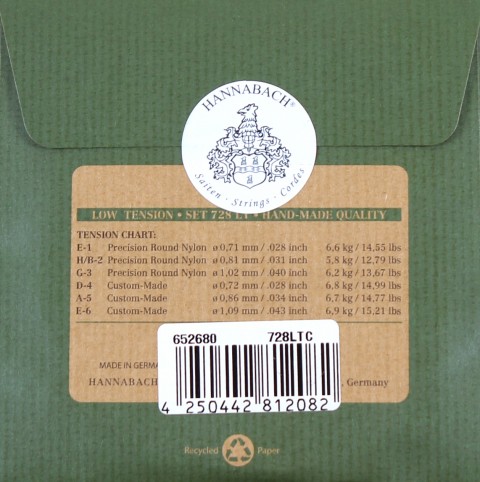 HANNABACH®
Saiten - Strings - Cordes
LOW TENSION • SET 728 LT • HAND-MADE QUALITY
TENSION CHART:
E-1 Precision Round Nylon ø 0,71 mm / .028 inch 6,6 kg / 14,55 lbs
H/B-2 Precision Round Nylon ø 0,81 mm / .031 inch 5,8 kg / 12,79 lbs
G-3 Precision Round Nylon ø 1,02 mm / .040 inch 6,2 kg / 13,67 lbs
D-4 Custom-Made ø 0,72 mm / .028 inch 6,8 kg / 14,99 lbs
A-5 Custom-Made ø 0,86 mm / .034 inch 6,7 kg / 14,77 lbs
E-6 Custom-Made ø 1,09 mm / .043 inch 6,9 kg / 15,21 lbs
652680 728LTC
MADE IN GERMA
HANNABACH , Germany
4 250442 812082
Recycled Paper